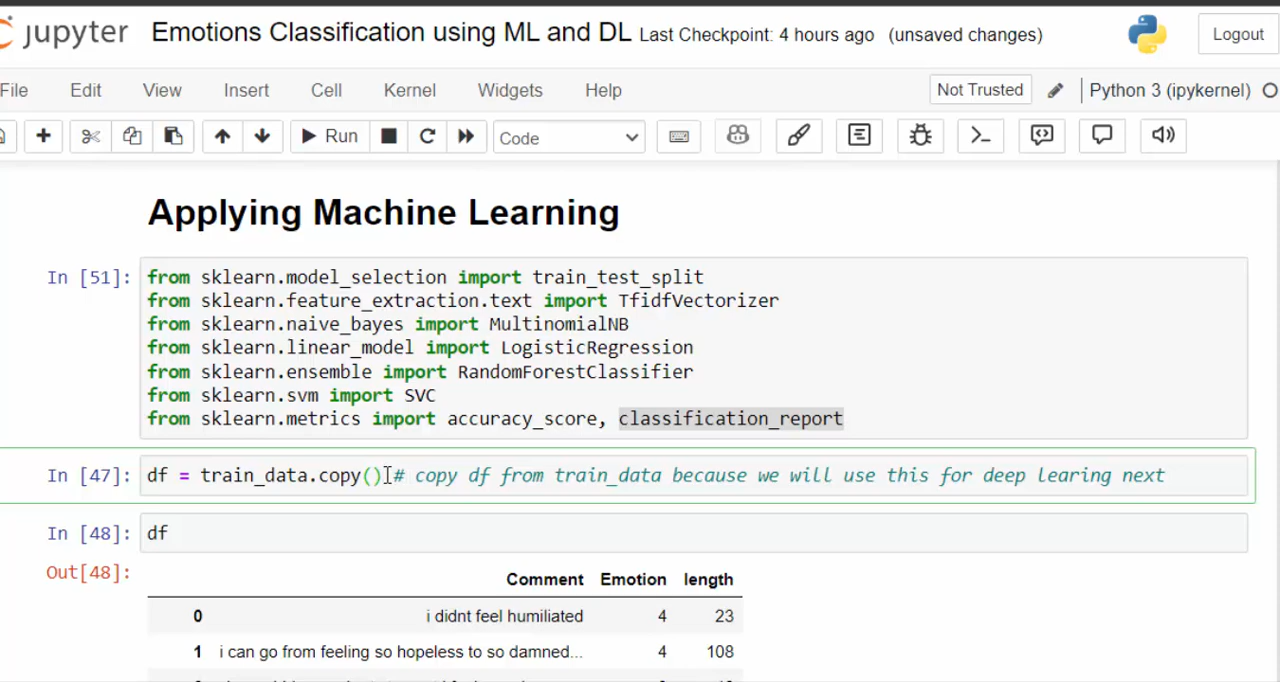 jupyter Emotions Classification using ML and DL Last Checkpoint: 4 hours ago (unsaved changes) Logout
File Edit View Insert Cell Kernel Widgets Help Not Trusted Python 3 (ipykernel)
Run Code
Applying Machine Learning
In [51]: from sklearn.model_selection import train_test_split
from sklearn.feature_extraction.text import TfidfVectorizer
from sklearn.naive_bayes import MultinomialNB
from sklearn.linear_model import LogisticRegression
from sklearn.ensemble import RandomForestClassifier
from sklearn.svm import SVC
from sklearn.metrics import accuracy_score, classification_report
In [47]: df = train_data.copy() # copy df from train_data because we will use this for deep learing next
In [48]: df
Out[48]:
Comment Emotion length
0 i didnt feel humiliated 4 23
1 i can go from feeling so hopeless to so damned... 4 108